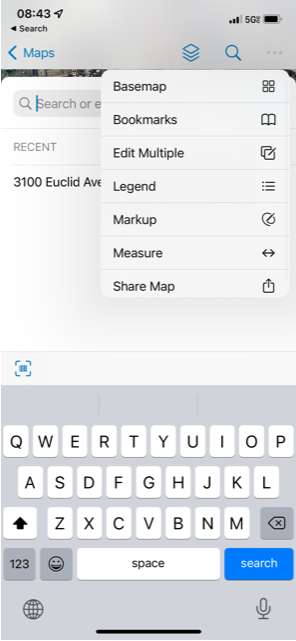 08:43
5G
Search
Maps
Search or e
Basemap
Bookmarks
RECENT
Edit Multiple
3100 Euclid Ave
Legend
Markup
Measure
Share Map
Q W E R T Y U I O P
A S D F G H J K L
Z X C V B N M
123 space search